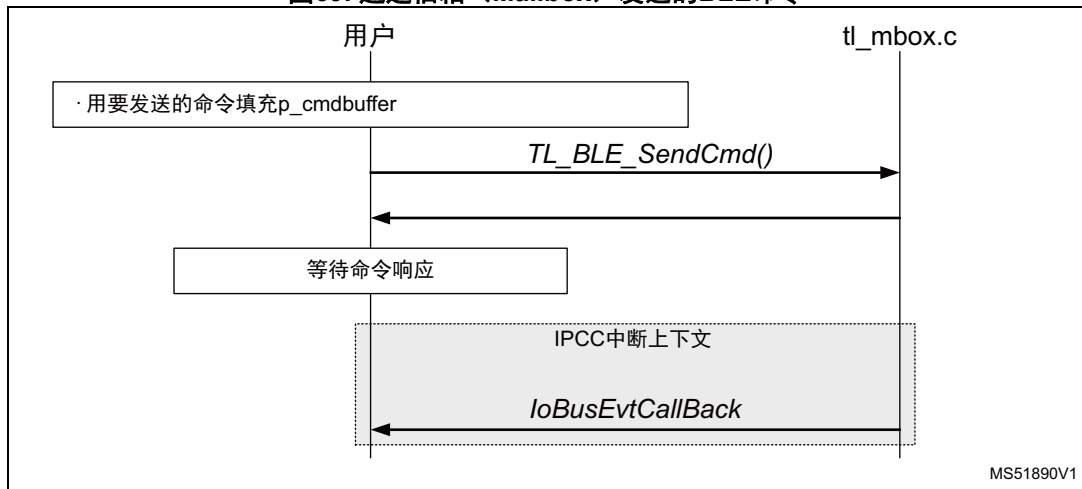 用户
tl_mbox.c
· 用要发送的命令填充p_cmdbuffer
TL_BLE_SendCmd()
等待命令响应
IPCC中断上下文
IoBusEvtCallBack
MS51890V1